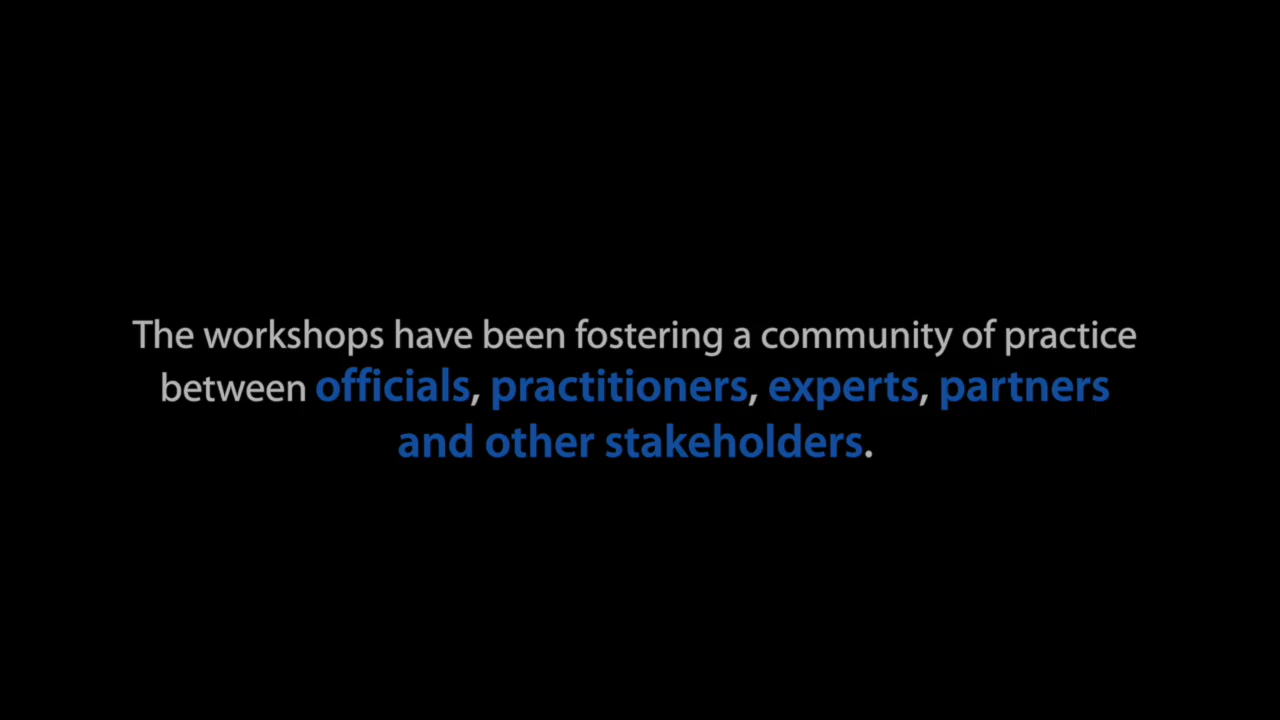 The workshops have been fostering a community of practice
between officials, practitioners, experts, partners
and other stakeholders.